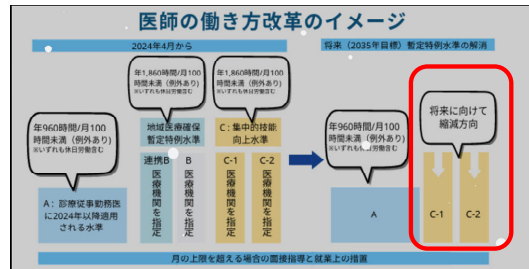 医師の働き方改革のイメージ
2024年4月から
将来（2035年目標）暫定特例水準の解消
年1,860時間/月100
時間未満（例外あり）
※いずれも休日労働含む
年1,860時間/月100
時間未満（例外あり）
※いずれも休日労働含む
年960時間/月100
時間未満（例外あり）
※いずれも休日労働含む
地域医療確保
暫定特例水準
C：集中的技能
向上水準
年960時間/月100
時間未満（例外あり）
※いずれも休日労働含む
将来に向けて
縮減方向
連携B
医療機関を指定
B
医療機関を指定
C-1
医療機関を指定
C-2
医療機関を指定
A：診療従事勤務医
に2024年以降適用
される水準
A
C-1
C-2
月の上限を超える場合の面接指導と就業上の措置